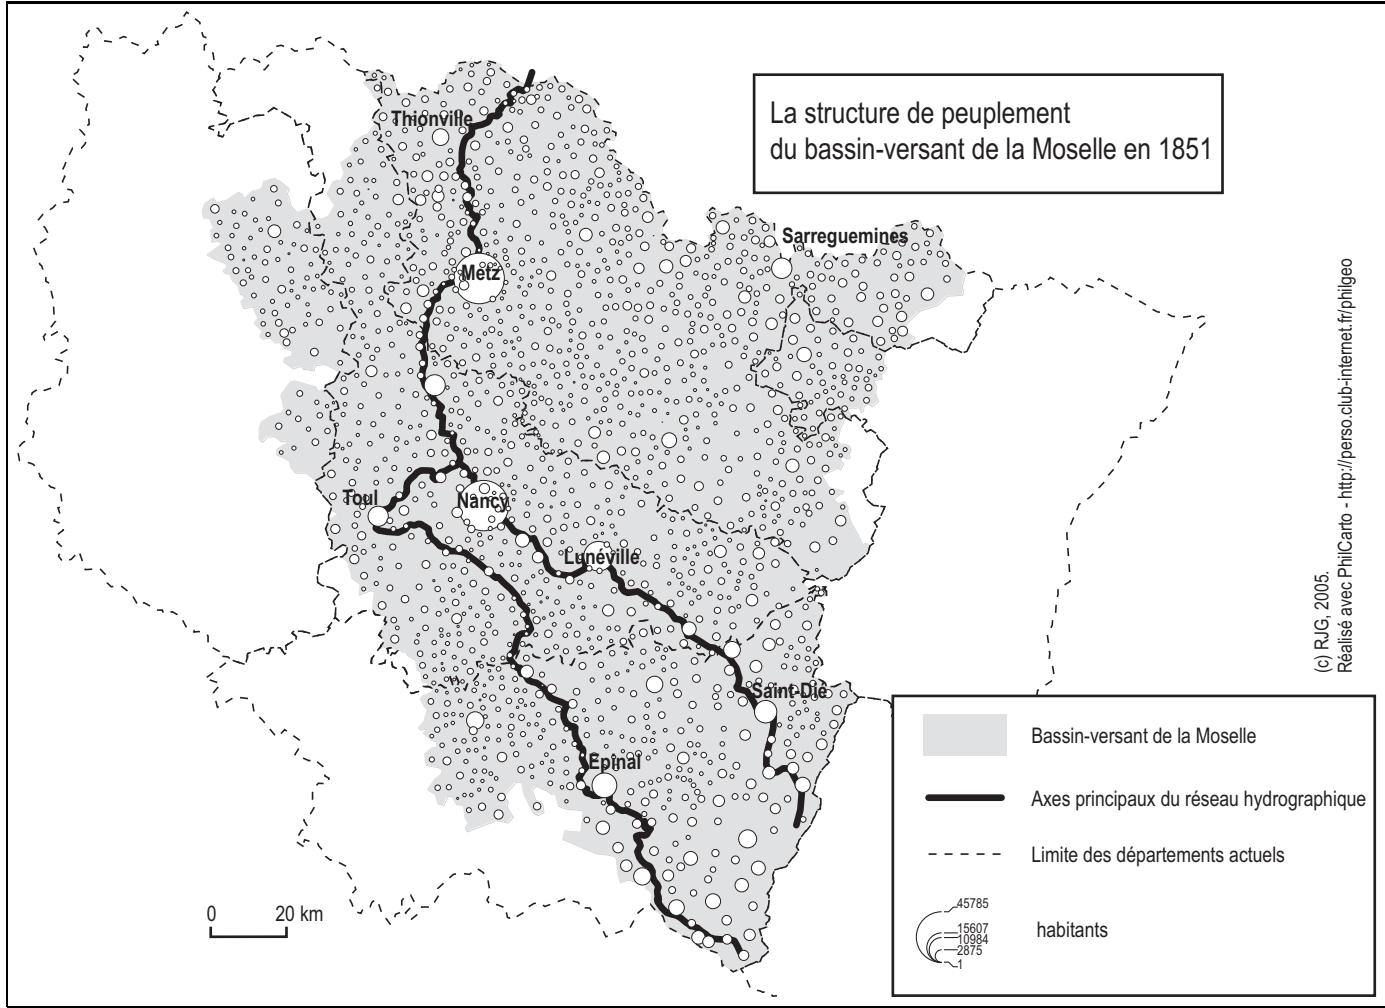 La structure de peuplement
du bassin-versant de la Moselle en 1851
Thionville
Sarreguemines
Metz
Toul
Nancy
Lunéville
Saint-Dié
Epinal
0 20 km
Bassin-versant de la Moselle
Axes principaux du réseau hydrographique
Limite des départements actuels
45785
15607
10984
2875
1
habitants
(c) RJG, 2005.
Réalisé avec PhilCarto - http://perso.club-internet.fr/philgeo